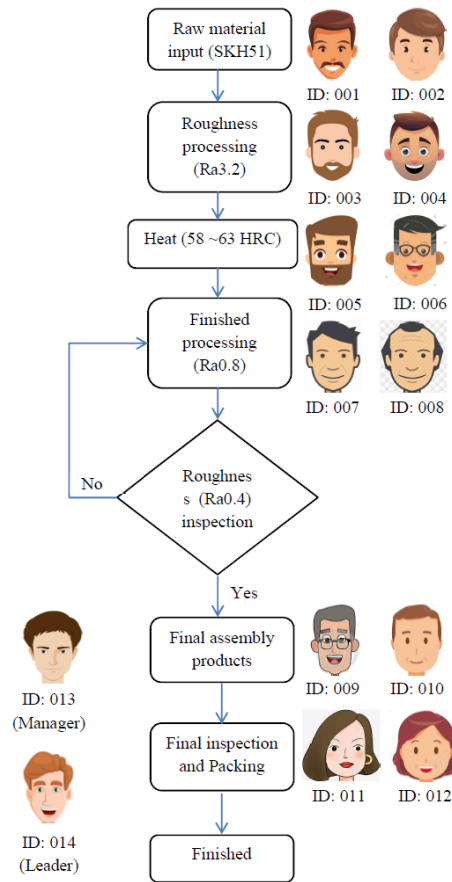 Raw material
input (SKH51)
ID: 001
ID: 002
Roughness
processing
(Ra3.2)
ID: 003
ID: 004
Heat (58 ~63 HRC)
ID: 005
ID: 006
Finished
processing
(Ra0.8)
ID: 007
ID: 008
No
Roughnes
s (Ra0.4)
inspection
Yes
Final assembly
products
ID: 009
ID: 010
ID: 013
(Manager)
Final inspection
and Packing
ID: 011
ID: 012
ID: 014
(Leader)
Finished